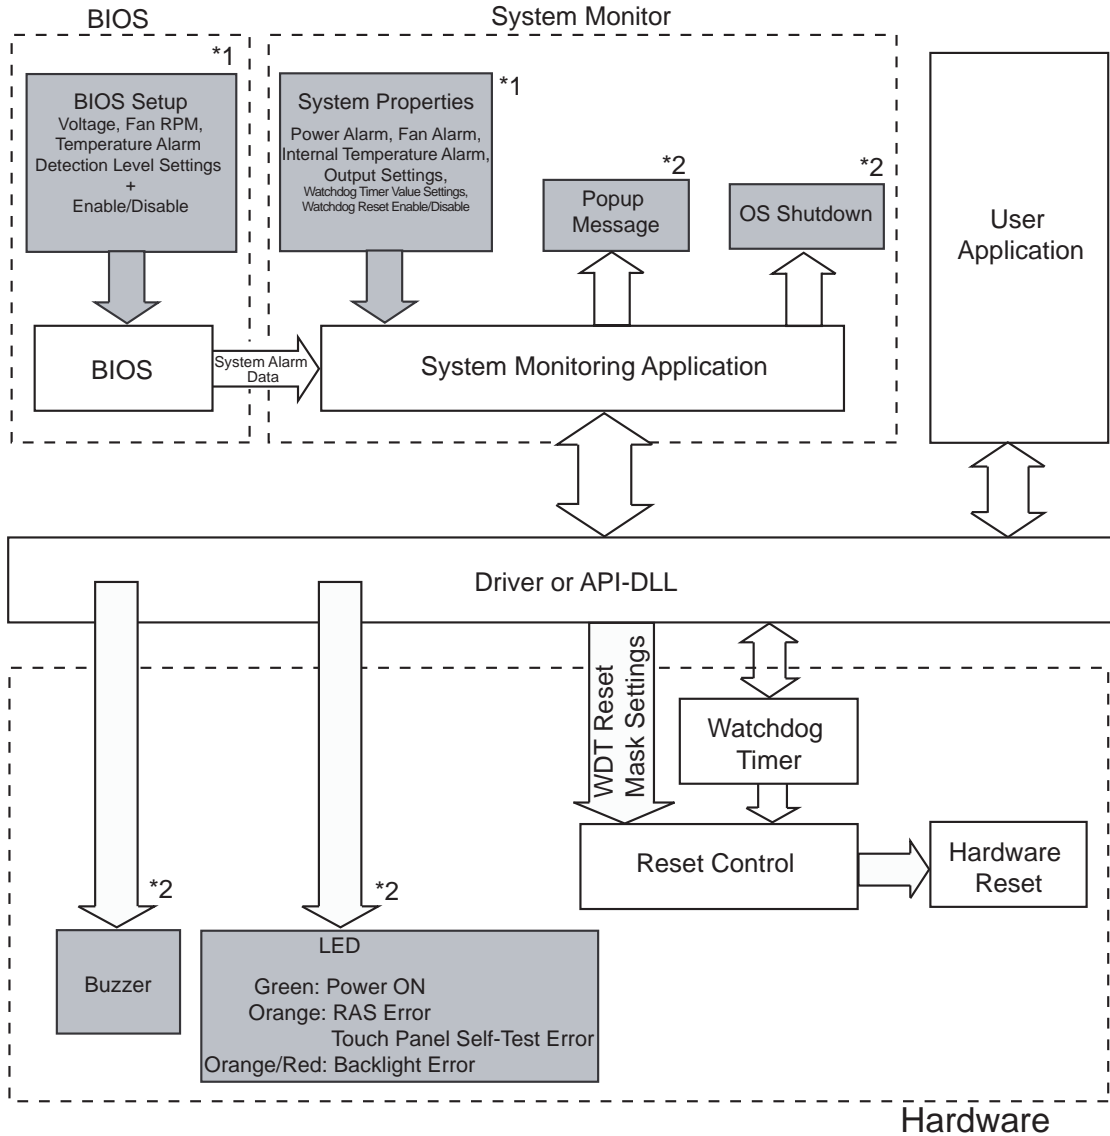 BIOS
System Monitor
*1
BIOS Setup
Voltage, Fan RPM,
Temperature Alarm
Detection Level Settings
+
Enable/Disable
*1
System Properties
Power Alarm, Fan Alarm,
Internal Temperature Alarm,
Output Settings,
Watchdog Timer Value Settings,
Watchdog Reset Enable/Disable
*2
Popup
Message
*2
OS Shutdown
User
Application
BIOS
System Alarm
Data
System Monitoring Application
Driver or API-DLL
WDT Reset
Mask Settings
Watchdog
Timer
Reset Control
Hardware
Reset
*2
Buzzer
*2
LED
Green: Power ON
Orange: RAS Error
Touch Panel Self-Test Error
Orange/Red: Backlight Error
Hardware